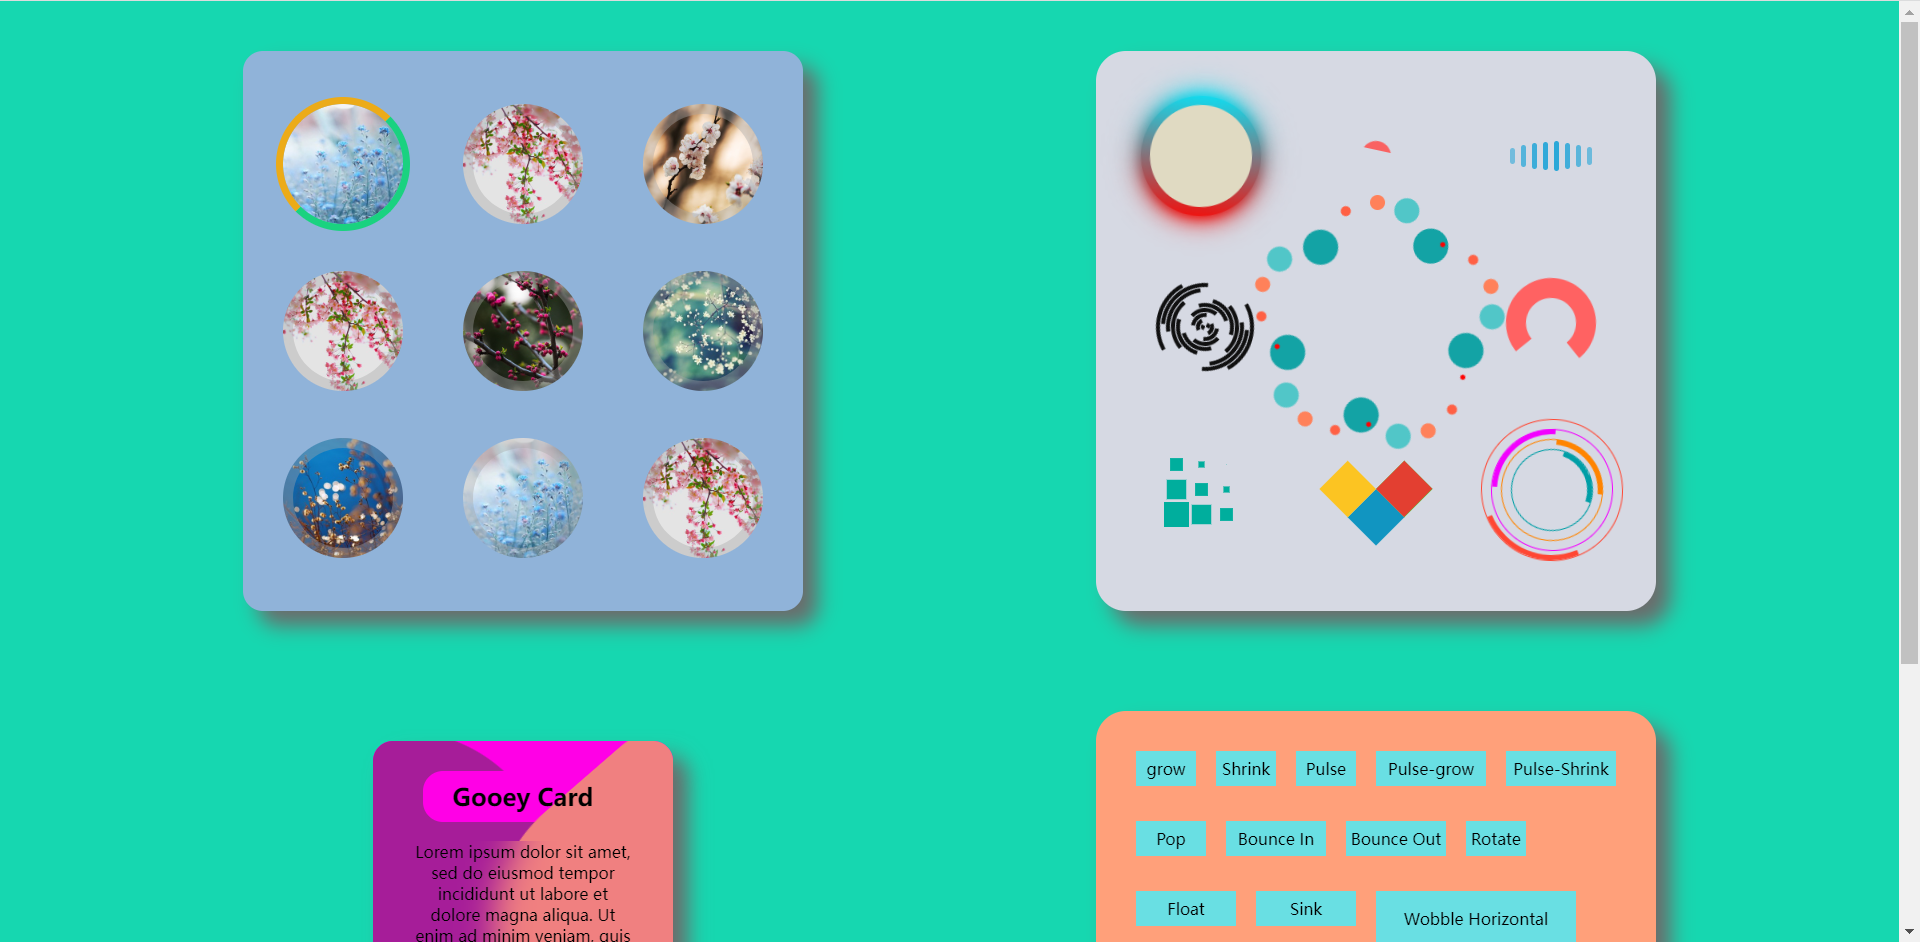 Gooey Card
Lorem ipsum dolor sit amet,
sed do eiusmod tempor
incididunt ut labore et
dolore magna aliqua. Ut
enim ad minim veniam, quis
grow
Shrink
Pulse
Pulse-grow
Pulse-Shrink
Pop
Bounce In
Bounce Out
Rotate
Float
Sink
Wobble Horizontal